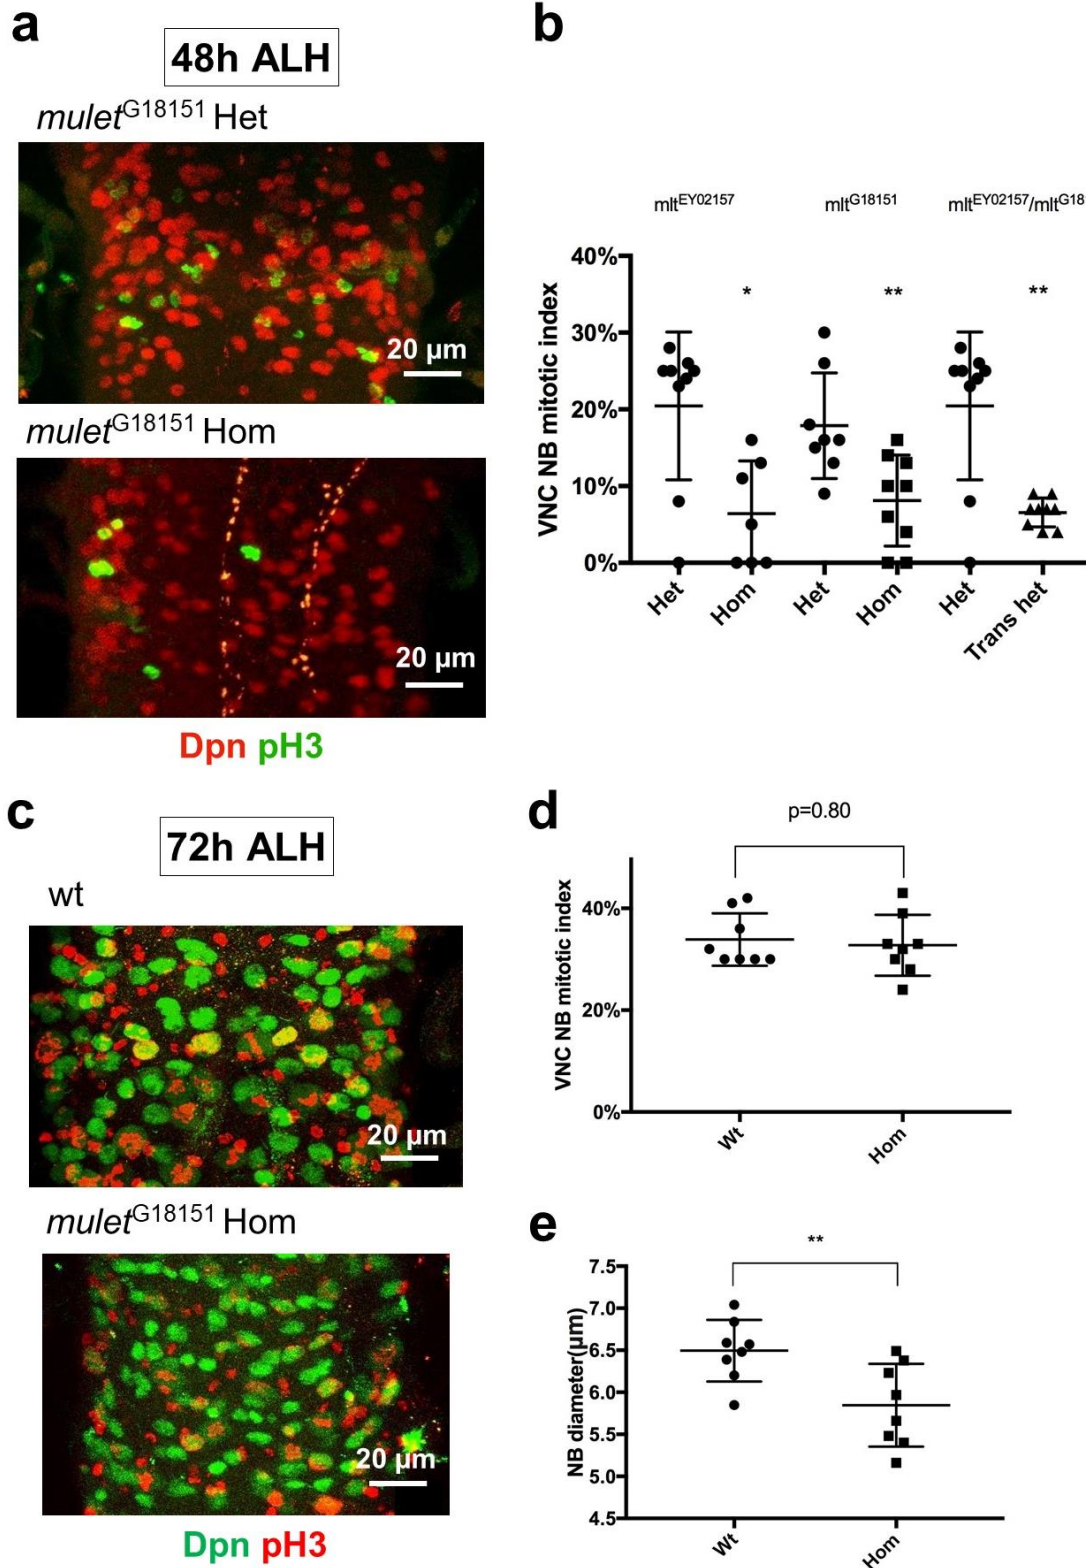 a
48h ALH
mulet^G18151 Het
20 µm
mulet^G18151 Hom
20 µm
Dpn pH3
b
mlt^EY02157 mlt^G18151 mlt^EY02157/mlt^G18
VNC NB mitotic index
40%
* ** **
30%
20%
10%
0%
Het Hom Het Hom Het Trans het
c
72h ALH
wt
20 µm
mulet^G18151 Hom
20 µm
Dpn pH3
d
p=0.80
VNC NB mitotic index
40%
20%
0%
Wt Hom
e
**
NB diameter(µm)
7.5
7.0
6.5
6.0
5.5
5.0
4.5
Wt Hom